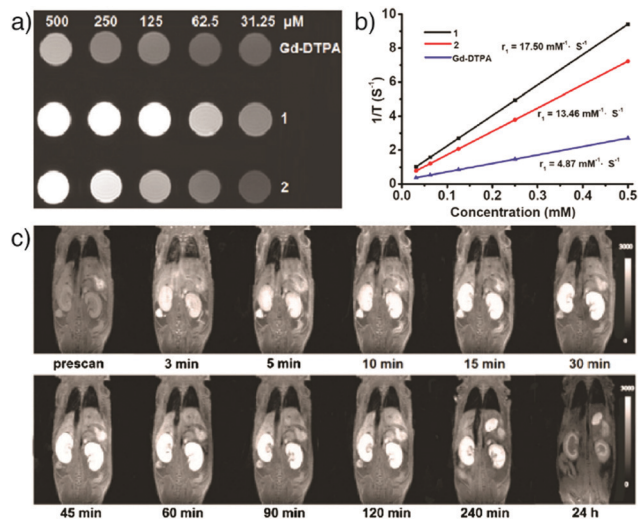 a)
500 250 125 62.5 31.25 μM
Gd-DTPA
1
2
b)
1/T (S⁻¹)
10
8
6
4
2
0
1
2
Gd-DTPA
r₁ = 17.50 mM⁻¹· S⁻¹
r₁ = 13.46 mM⁻¹· S⁻¹
r₁ = 4.87 mM⁻¹· S⁻¹
0.0 0.1 0.2 0.3 0.4 0.5
Concentration (mM)
c)
3000
0
prescan 3 min 5 min 10 min 15 min 30 min
3000
0
45 min 60 min 90 min 120 min 240 min 24 h